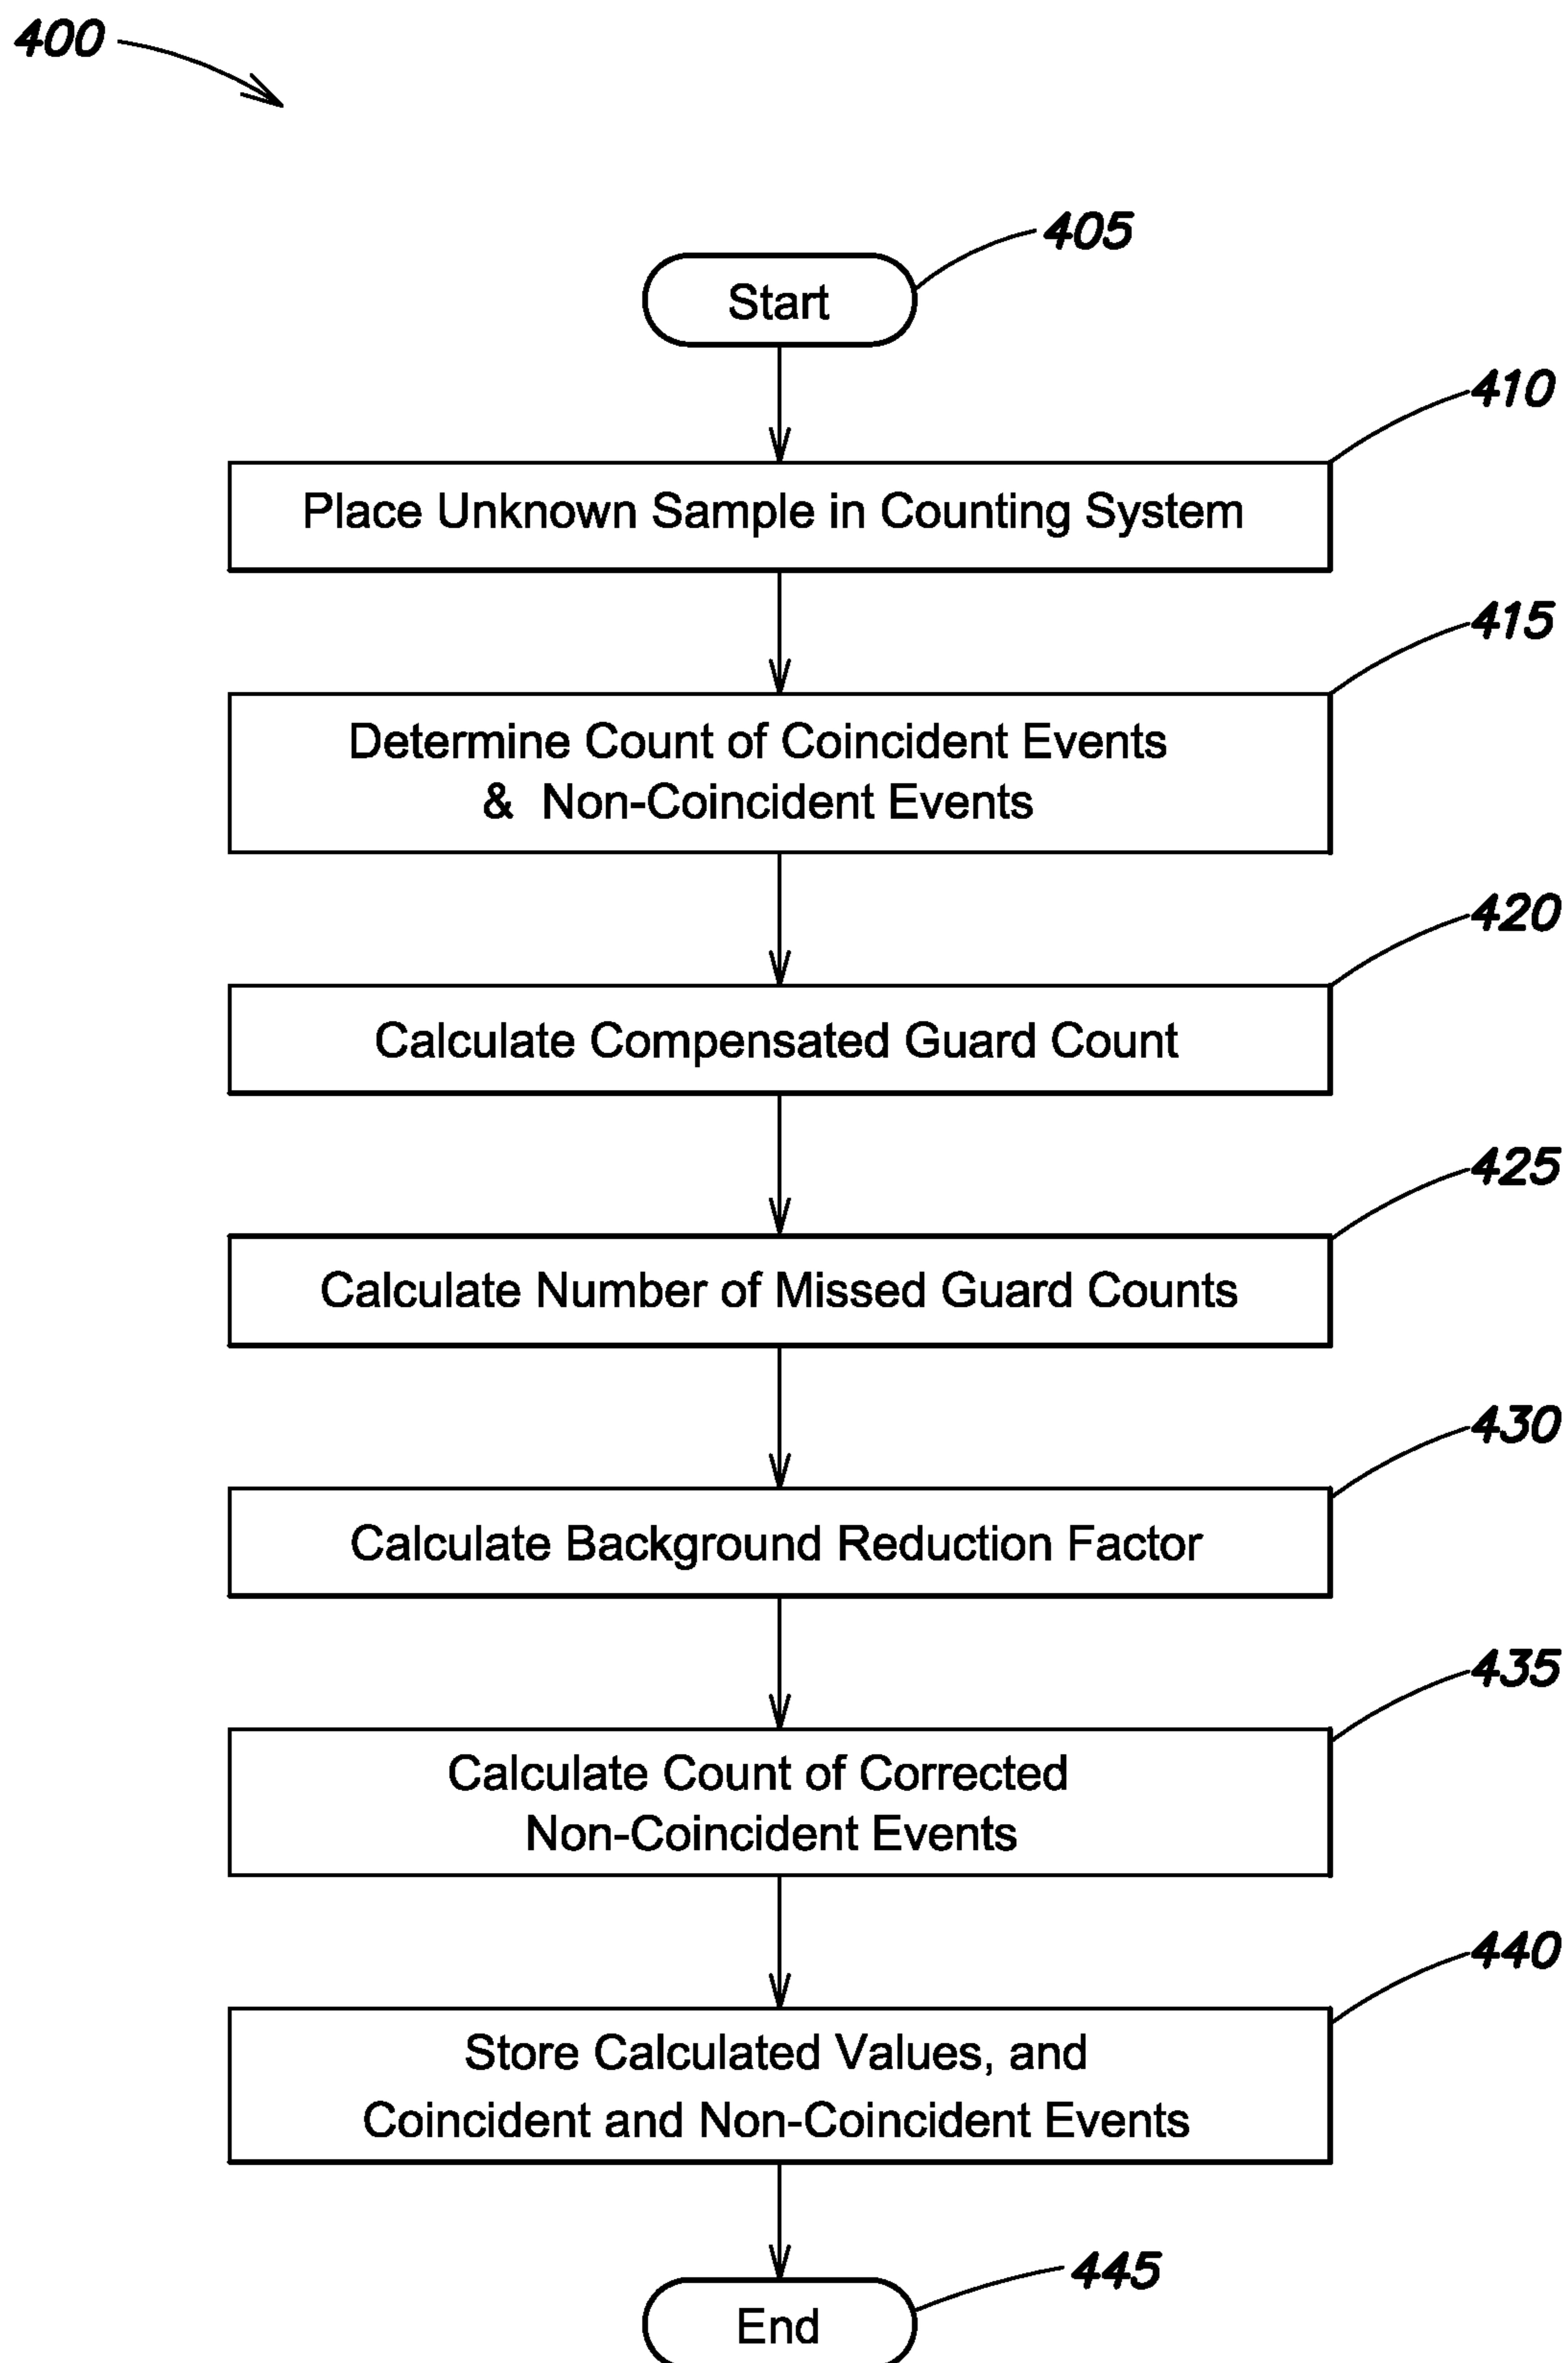 400
405
Start
410
Place Unknown Sample in Counting System
415
Determine Count of Coincident Events
& Non-Coincident Events
420
Calculate Compensated Guard Count
425
Calculate Number of Missed Guard Counts
430
Calculate Background Reduction Factor
435
Calculate Count of Corrected
Non-Coincident Events
440
Store Calculated Values, and
Coincident and Non-Coincident Events
445
End